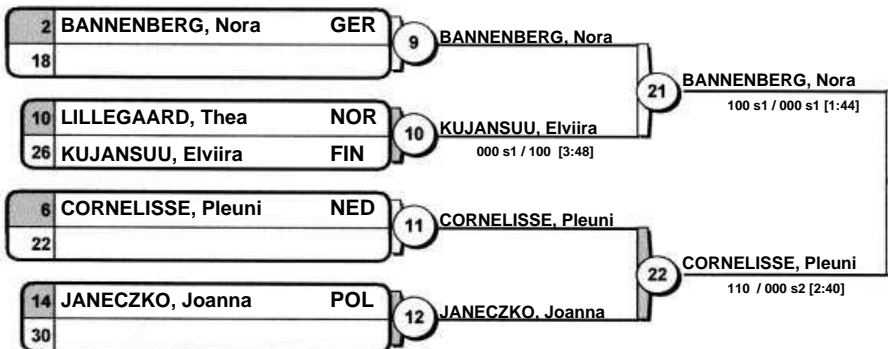 2 BANNENBERG, Nora GER
18
9
BANNENBERG, Nora
10 LILLEGAARD, Thea NOR
26 KUJANSUU, Elviira FIN
10
KUJANSUU, Elviira
000 s1 / 100 [3:48]
21
BANNENBERG, Nora
100 s1 / 000 s1 [1:44]
6 CORNELISSE, Pleuni NED
22
11
CORNELISSE, Pleuni
14 JANECZKO, Joanna POL
30
12
JANECZKO, Joanna
22
CORNELISSE, Pleuni
110 / 000 s2 [2:40]